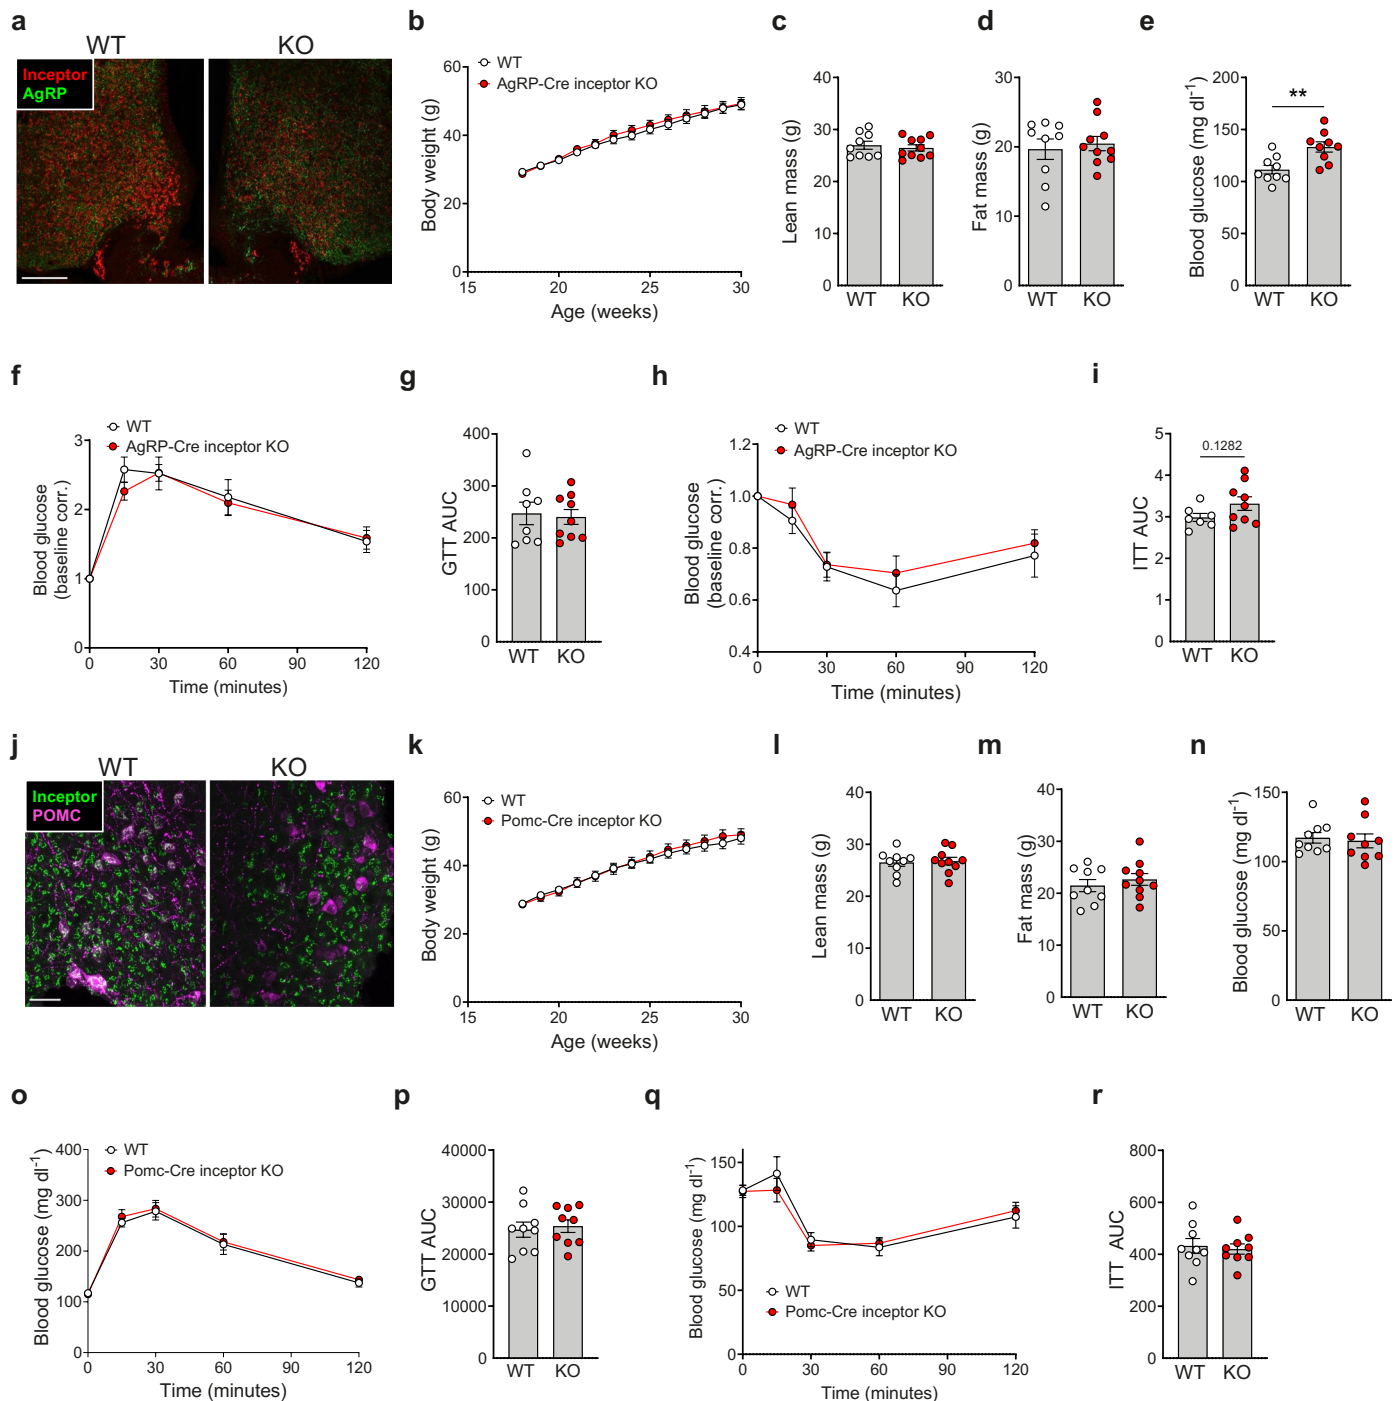 a
WT
KO
Inceptor
AgRP
b
WT
AgRP-Cre inceptor KO
Body weight (g)
60
40
20
0
15
20
25
30
Age (weeks)
c
Lean mass (g)
40
30
20
10
0
WT
KO
d
Fat mass (g)
30
20
10
0
WT
KO
e
Blood glucose (mg dl⁻¹)
200
150
100
50
0
**
WT
KO
f
WT
AgRP-Cre inceptor KO
Blood glucose
(baseline corr.)
3
2
1
0
0
30
60
90
120
Time (minutes)
g
GTT AUC
400
300
200
100
0
WT
KO
h
WT
AgRP-Cre inceptor KO
Blood glucose
(baseline corr.)
1.2
1.0
0.8
0.6
0.4
0
30
60
90
120
Time (minutes)
i
ITT AUC
5
4
3
2
1
0
0.1282
WT
KO
j
WT
KO
Inceptor
POMC
k
WT
Pomc-Cre inceptor KO
Body weight (g)
60
40
20
0
15
20
25
30
Age (weeks)
l
Lean mass (g)
40
30
20
10
0
WT
KO
m
Fat mass (g)
40
30
20
10
0
WT
KO
n
Blood glucose (mg dl⁻¹)
150
100
50
0
WT
KO
o
WT
Pomc-Cre inceptor KO
Blood glucose (mg dl⁻¹)
400
300
200
100
0
0
30
60
90
120
Time (minutes)
p
GTT AUC
40000
30000
20000
10000
0
WT
KO
q
WT
Pomc-Cre inceptor KO
Blood glucose (mg dl⁻¹)
150
100
50
0
0
30
60
90
120
Time (minutes)
r
ITT AUC
800
600
400
200
0
WT
KO